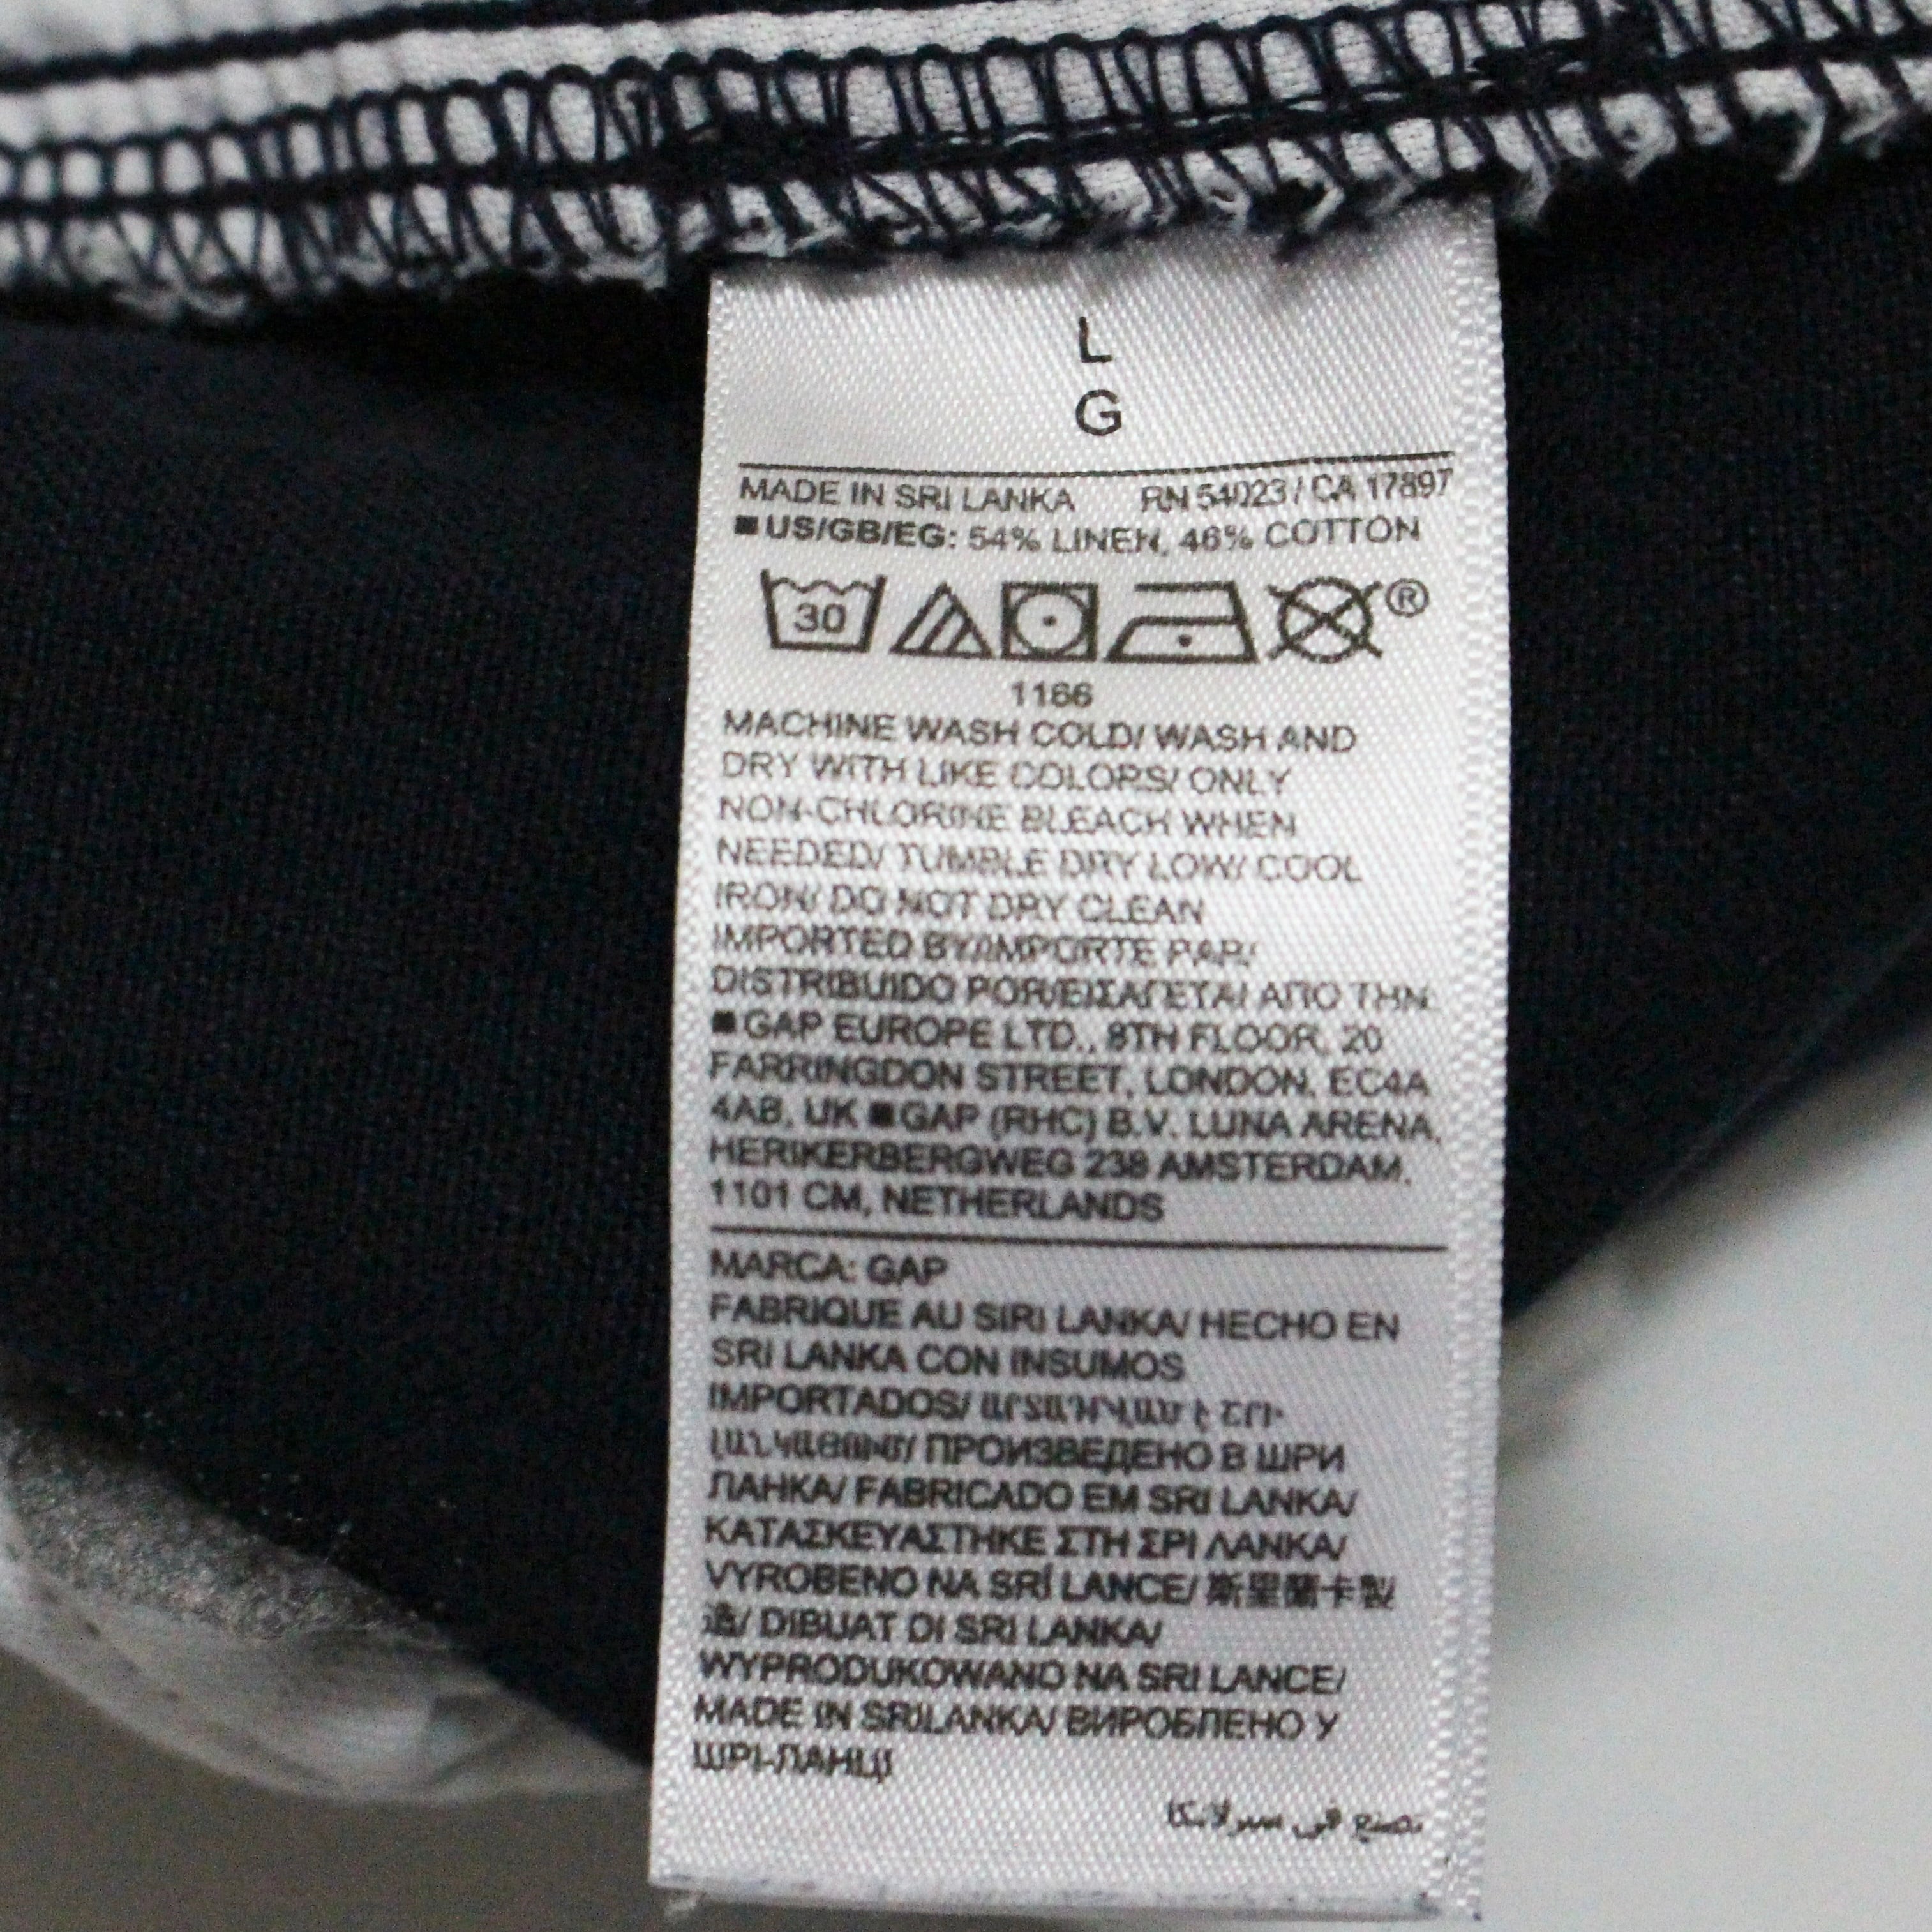 L
G
MADE IN SRI LANKA RN 54023 / CA 17897
■ US/GB/EG: 54% LINEN, 46% COTTON
30 ®
1166
MACHINE WASH COLD/ WASH AND
DRY WITH LIKE COLORS/ ONLY
NON-CHLORINE BLEACH WHEN
NEEDED/ TUMBLE DRY LOW/ COOL
IRON/ DO NOT DRY CLEAN
IMPORTED BY/IMPORTE PAR/
DISTRIBUIDO POR/ΕΙΣΑΓΕΤΑΙ ΑΠΟ ΤΗΝ:
■ GAP EUROPE LTD., 8TH FLOOR, 20
FARRINGDON STREET, LONDON, EC4A
4AB, UK ■ GAP (RHC) B.V. LUNA ARENA,
HERIKERBERGWEG 238 AMSTERDAM,
1101 CM, NETHERLANDS
MARCA: GAP
FABRIQUE AU SIRI LANKA/ HECHO EN
SRI LANKA CON INSUMOS
IMPORTADOS/ ԱՐՏԱԴՐՎԱԾ Է ՇՐԻ
ԼԱՆԿԱՅՈՒՄ/ ПРОИЗВЕДЕНО В ШРИ
ЛАНКА/ FABRICADO EM SRI LANKA/
ΚΑΤΑΣΚΕΥΑΣΤΗΚΕ ΣΤΗ ΣΡΙ ΛΑΝΚΑ/
VYROBENO NA SRÍ LANCE/ 斯里蘭卡製
造/ DIBUAT DI SRI LANKA/
WYPRODUKOWANO NA SRI LANCE/
MADE IN SRILANKA/ ВИРОБЛЕНО У
ШРІ-ЛАНЦІ
تصنع في سيرلانكا